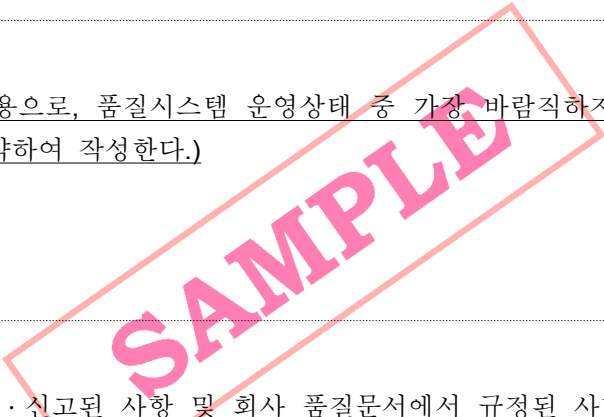 용으로, 품질시스템 운영상태 중 가장 바람직하지
약하여 작성한다.)
SAMPLE
· 신고된 사항 및 회사 품질문서에서 규정된 사